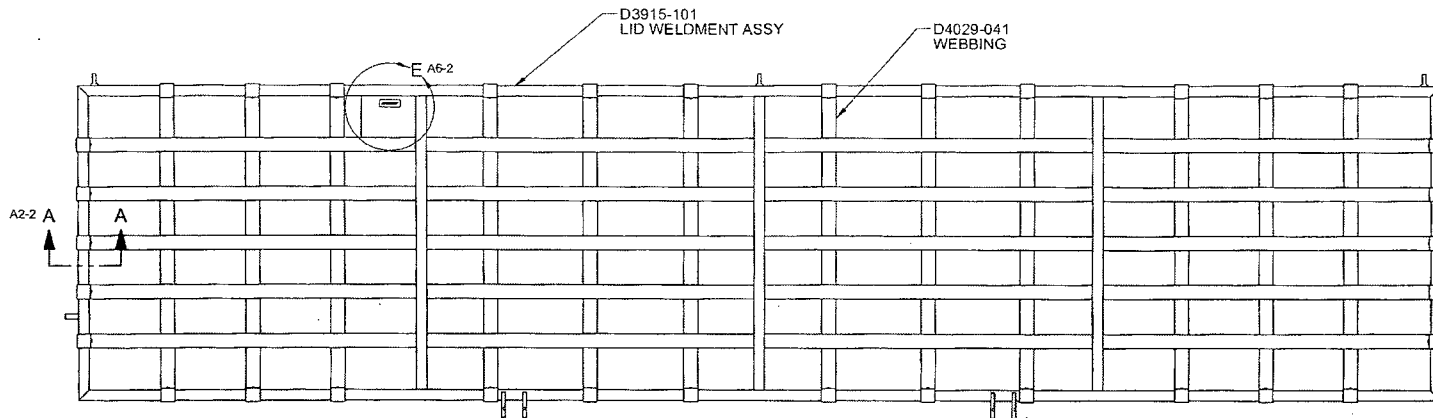 D3915-101
LID WELDMENT ASSY
D4029-041
WEBBING
E A6-2
A2-2 A A